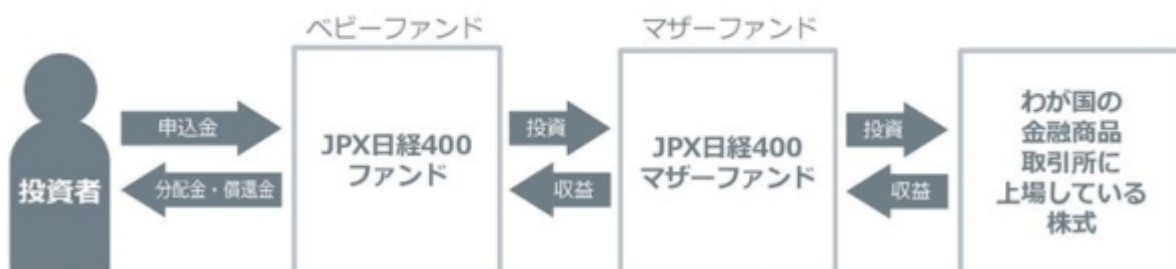 ベビーファンド
マザーファンド
投資者
申込金
分配金・償還金
JPX日経400
ファンド
投資
収益
JPX日経400
マザーファンド
投資
収益
わが国の
金融商品
取引所に
上場している
株式